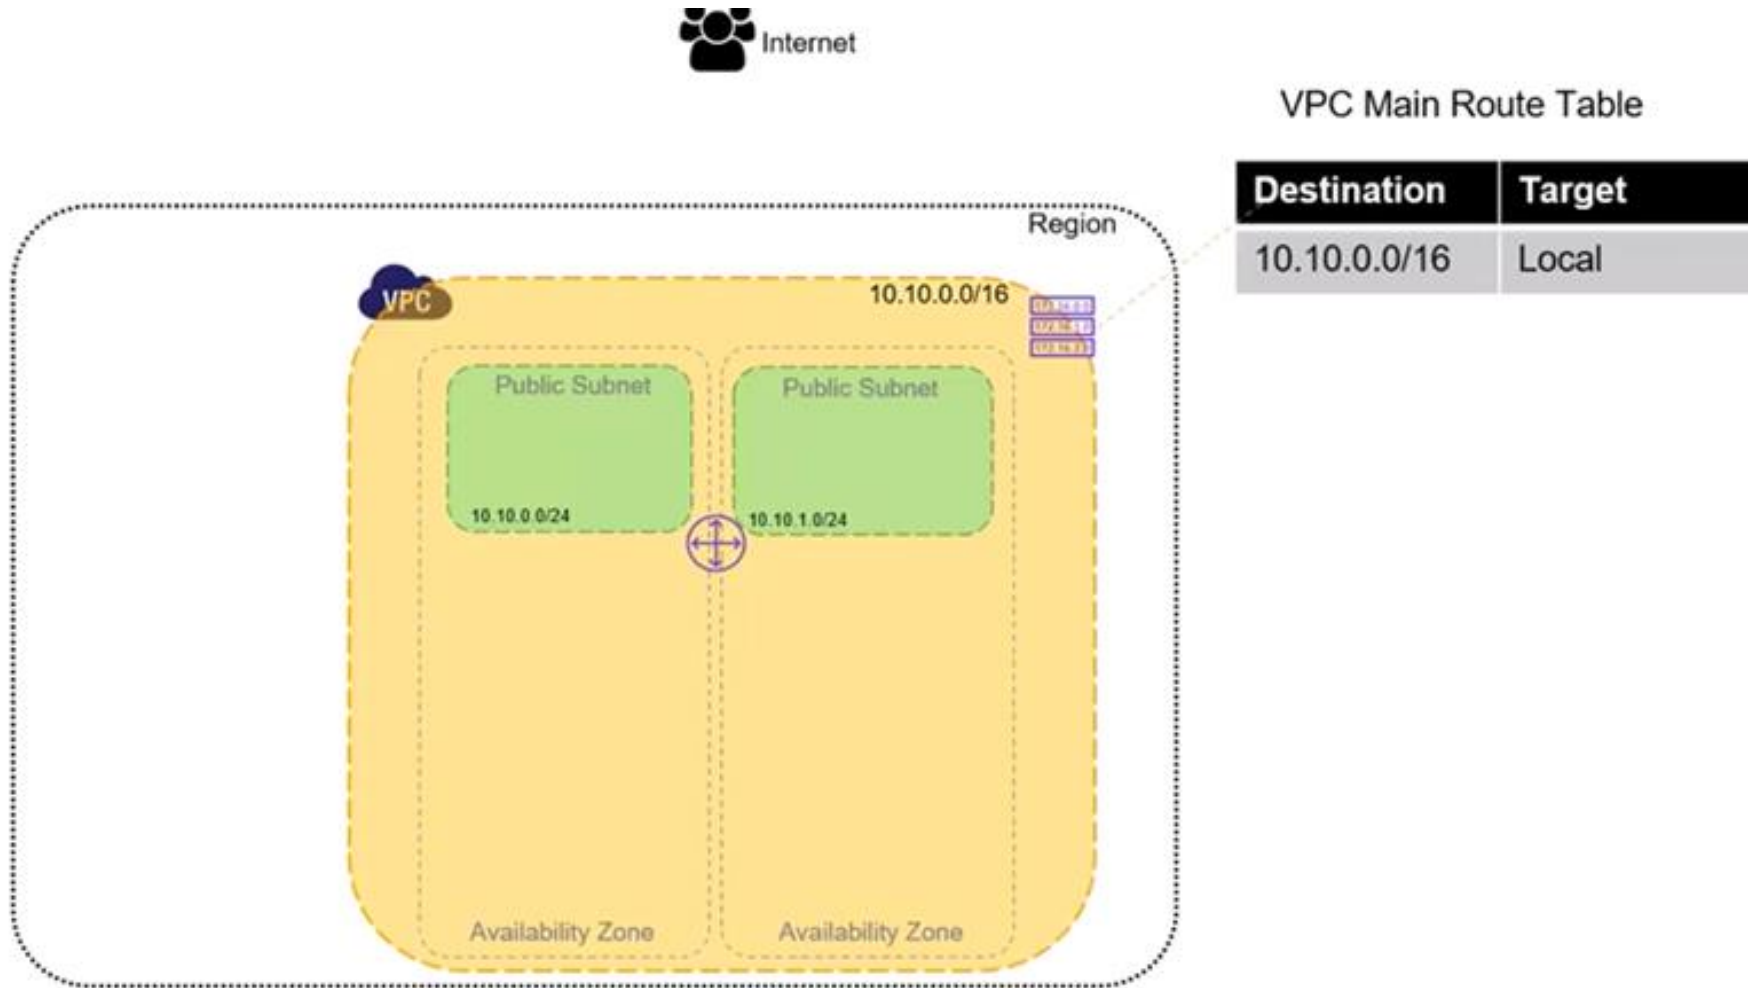 Internet
VPC Main Route Table
Destination Target
10.10.0.0/16 Local
Region
VPC
10.10.0.0/16
Public Subnet
Public Subnet
10.10.0.0/24
10.10.1.0/24
Availability Zone
Availability Zone